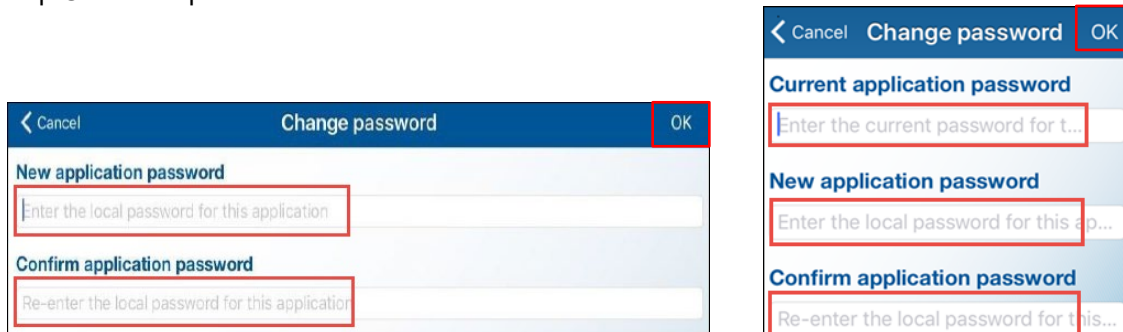 Cancel Change password OK
New application password
Enter the local password for this application
Confirm application password
Re-enter the local password for this application
Cancel Change password OK
Current application password
Enter the current password for t...
New application password
Enter the local password for this ap...
Confirm application password
Re-enter the local password for this...